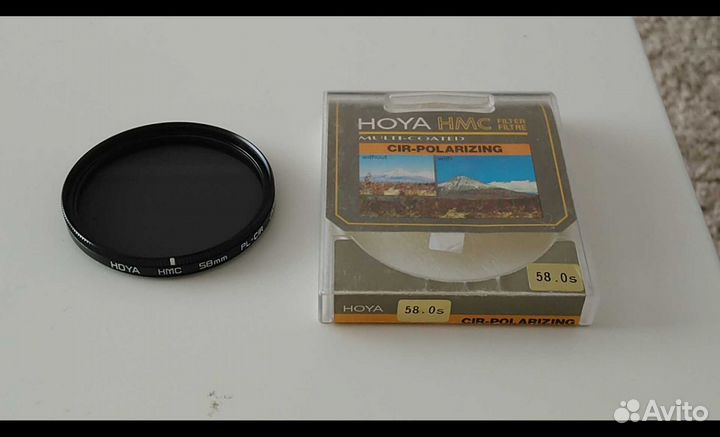 HOYA HMC 58mm PL-CIR
HOYA HMC FILTER FILTRE
MULTI-COATED
CIR-POLARIZING
without with
58.0s
HOYA 58.0s CIR-POLARIZING
Avito